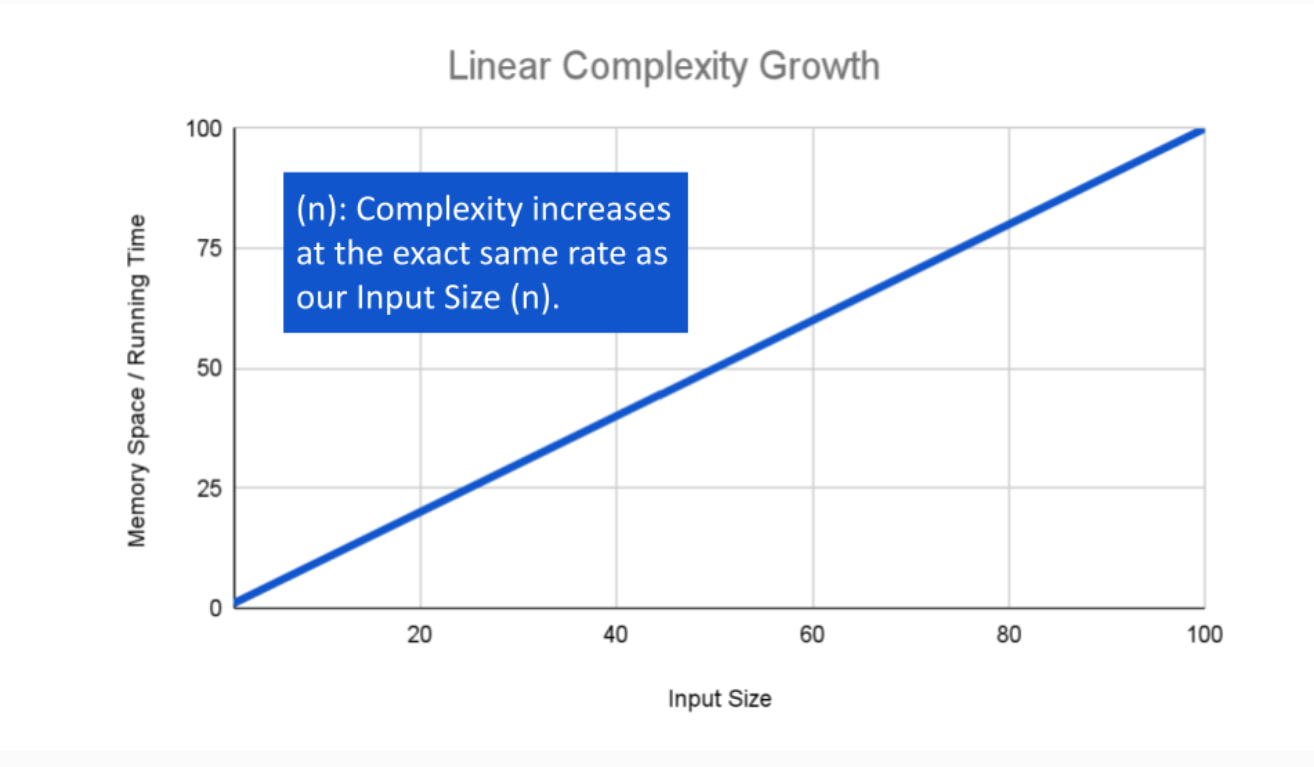 Linear Complexity Growth
100
(n): Complexity increases
at the exact same rate as
our Input Size (n).
75
50
25
0
Memory Space / Running Time
20 40 60 80 100
Input Size